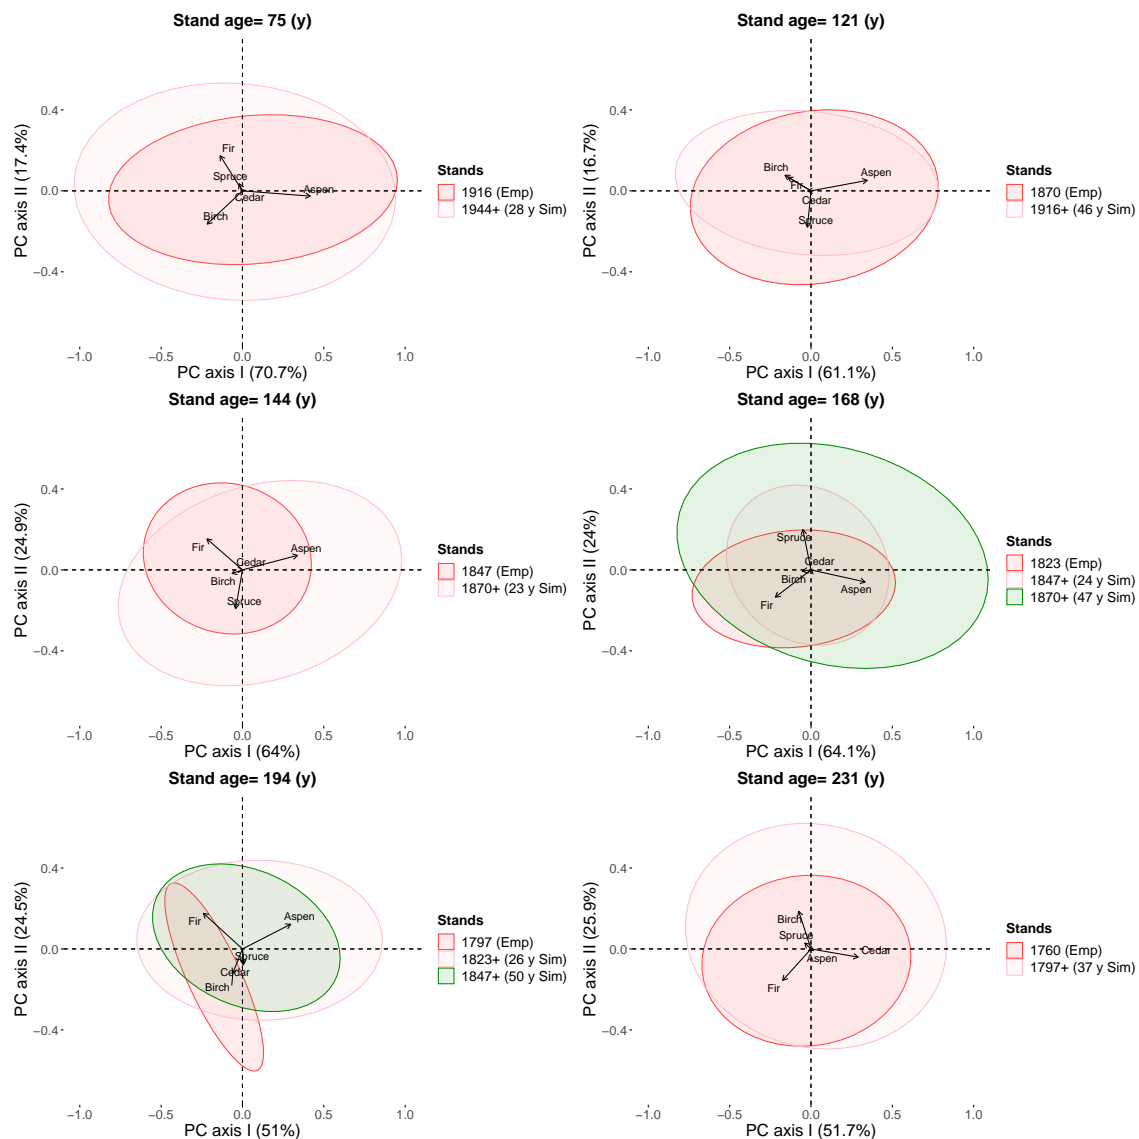 Stand age= 75 (y)
PC axis II (17.4%)
0.4
0.0
−0.4
Fir
Spruce
Cedar
Aspen
Birch
−1.0 −0.5 0.0 0.5 1.0
PC axis I (70.7%)
Stands
1916 (Emp)
1944+ (28 y Sim)
Stand age= 121 (y)
PC axis II (16.7%)
0.4
0.0
−0.4
Birch
Aspen
Fir
Cedar
Spruce
−1.0 −0.5 0.0 0.5 1.0
PC axis I (61.1%)
Stands
1870 (Emp)
1916+ (46 y Sim)
Stand age= 144 (y)
PC axis II (24.9%)
0.4
0.0
−0.4
Fir
Aspen
Cedar
Birch
Spruce
−1.0 −0.5 0.0 0.5 1.0
PC axis I (64%)
Stands
1847 (Emp)
1870+ (23 y Sim)
Stand age= 168 (y)
PC axis II (24%)
0.4
0.0
−0.4
Spruce
Cedar
Birch
Aspen
Fir
−1.0 −0.5 0.0 0.5 1.0
PC axis I (64.1%)
Stands
1823 (Emp)
1847+ (24 y Sim)
1870+ (47 y Sim)
Stand age= 194 (y)
PC axis II (24.5%)
0.4
0.0
−0.4
Fir
Aspen
Spruce
Cedar
Birch
−1.0 −0.5 0.0 0.5 1.0
PC axis I (51%)
Stands
1797 (Emp)
1823+ (26 y Sim)
1847+ (50 y Sim)
Stand age= 231 (y)
PC axis II (25.9%)
0.4
0.0
−0.4
Birch
Spruce
Cedar
Aspen
Fir
−1.0 −0.5 0.0 0.5 1.0
PC axis I (51.7%)
Stands
1760 (Emp)
1797+ (37 y Sim)